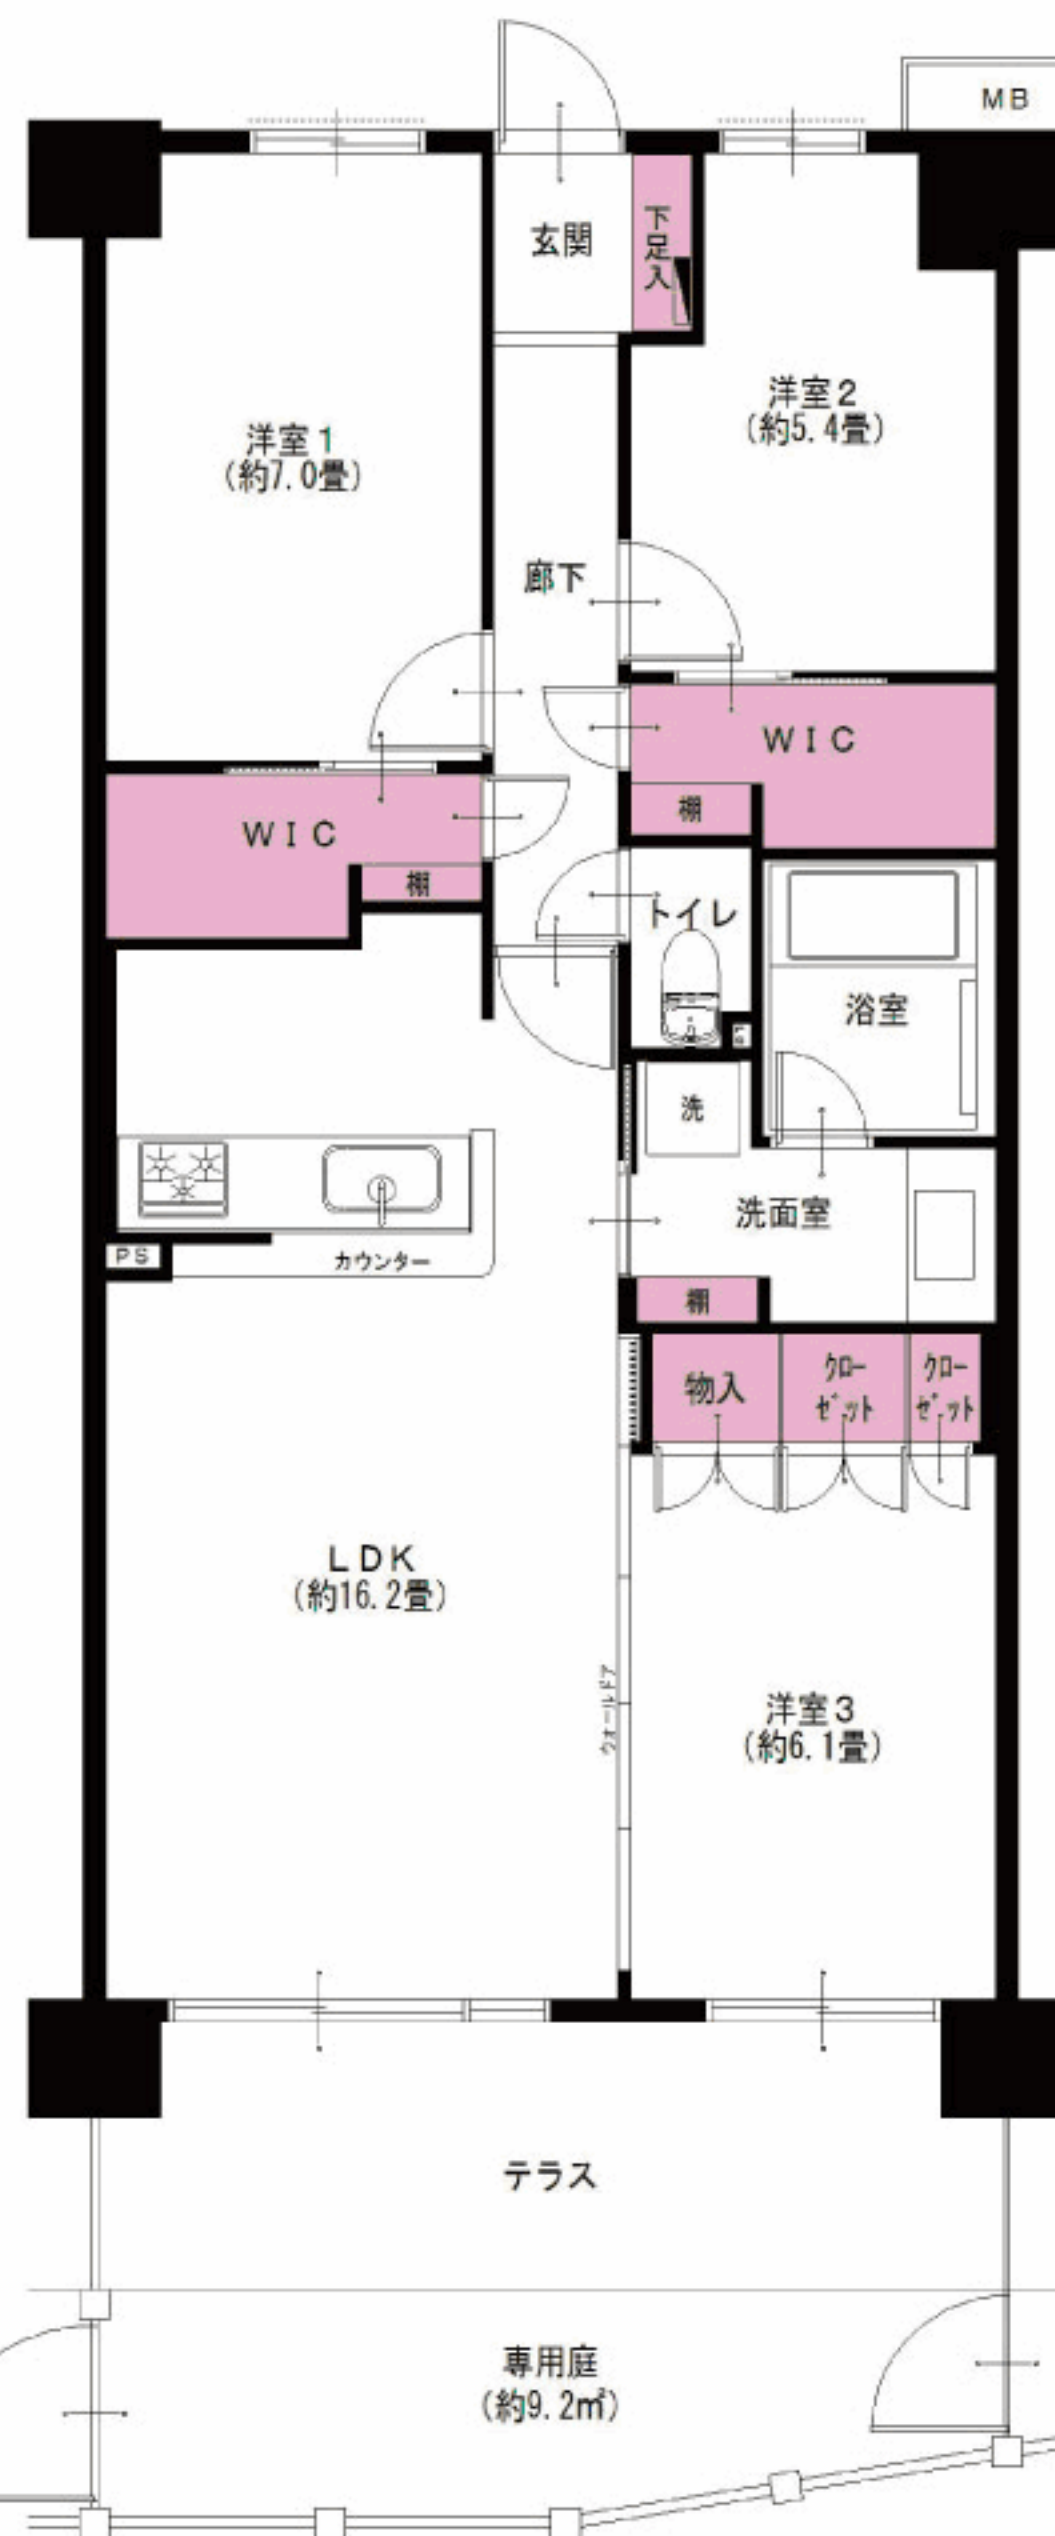 MB
玄関
下足入
洋室2
(約5.4畳)
洋室1
(約7.0畳)
廊下
WIC
棚
WIC
棚
トイレ
浴室
洗
洗面室
PS
カウンター
棚
物入
ｸﾛｰ
ｾﾞｯﾄ
ｸﾛｰ
ｾﾞｯﾄ
LDK
(約16.2畳)
ウォールドア
洋室3
(約6.1畳)
テラス
専用庭
(約9.2㎡)